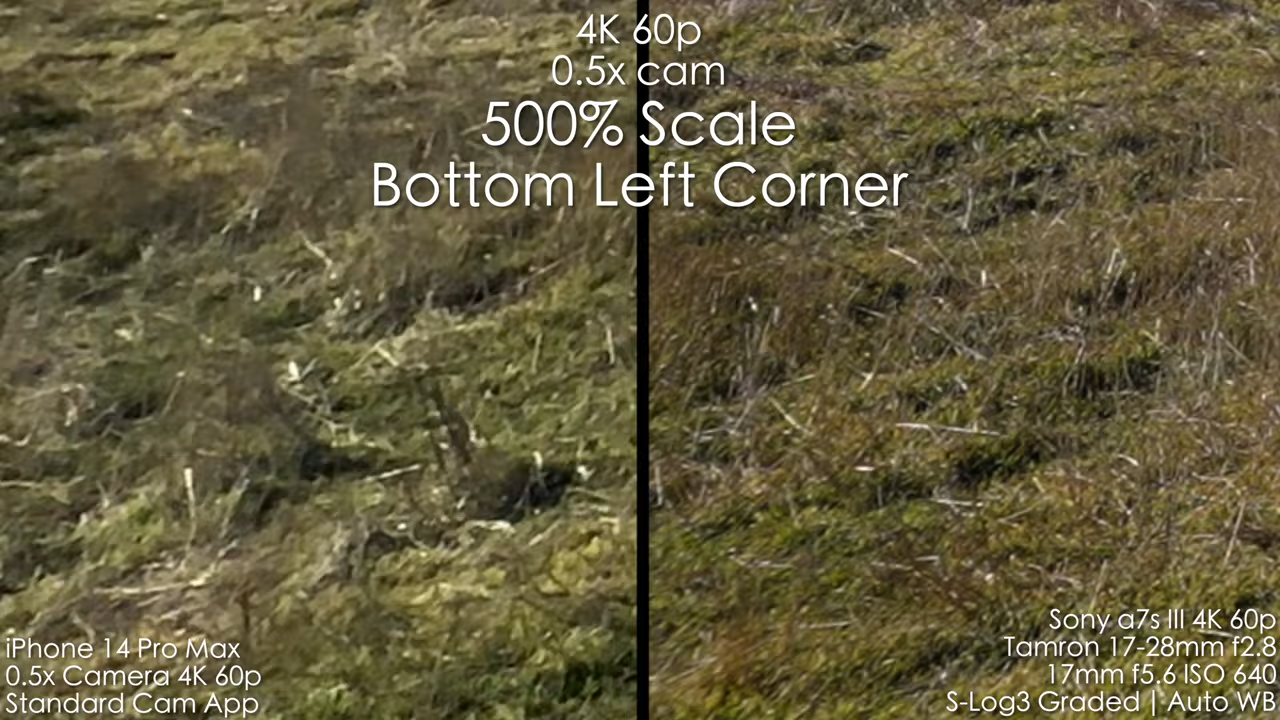 4K 60p
0.5x cam
500% Scale
Bottom Left Corner
iPhone 14 Pro Max
0.5x Camera 4K 60p
Standard Cam App
Sony a7s III 4K 60p
Tamron 17-28mm f2.8
17mm f5.6 ISO 640
S-Log3 Graded | Auto WB